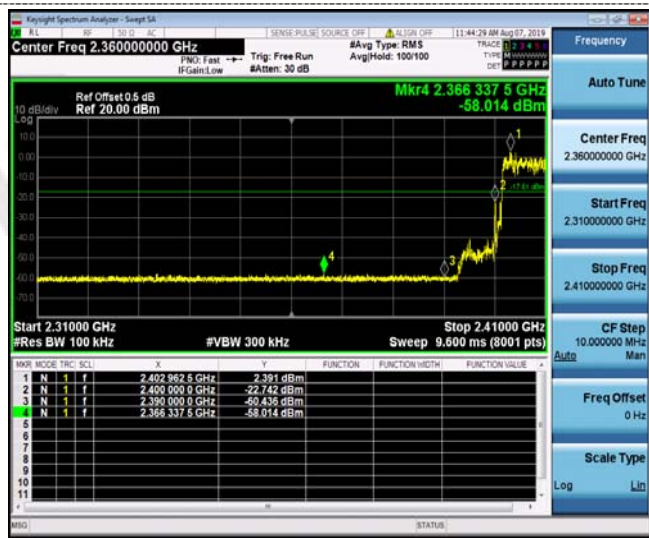 Keysight Spectrum Analyzer - Swept SA
RL RF 50 Ω AC SENSE:PULSE SOURCE OFF ALIGN OFF 11:44:29 AM Aug 07, 2019
Center Freq 2.360000000 GHz
PNO: Fast
IFGain:Low
Trig: Free Run
#Atten: 30 dB
#Avg Type: RMS
Avg|Hold: 100/100
TRACE 1 2 3 4 5 6
TYPE M
DET P P P P P P
Frequency
Mkr4 2.366 337 5 GHz
-58.014 dBm
Ref Offset 0.5 dB
Ref 20.00 dBm
10 dB/div
Log
10.0
0.00
-10.0
-20.0
-30.0
-40.0
-50.0
-60.0
-70.0
1
2
-17.61 dBm
3
4
Start 2.31000 GHz
Stop 2.41000 GHz
#Res BW 100 kHz
#VBW 300 kHz
Sweep 9.600 ms (8001 pts)
MKR MODE TRC SCL X Y FUNCTION FUNCTION WIDTH FUNCTION VALUE
1 N 1 f 2.402 962 5 GHz 2.391 dBm
2 N 1 f 2.400 000 0 GHz -22.742 dBm
3 N 1 f 2.390 000 0 GHz -60.436 dBm
4 N 1 f 2.366 337 5 GHz -58.014 dBm
5
6
7
8
9
10
11
MSG
STATUS
Auto Tune
Center Freq
2.360000000 GHz
Start Freq
2.310000000 GHz
Stop Freq
2.410000000 GHz
CF Step
10.000000 MHz
Auto Man
Freq Offset
0 Hz
Scale Type
Log Lin